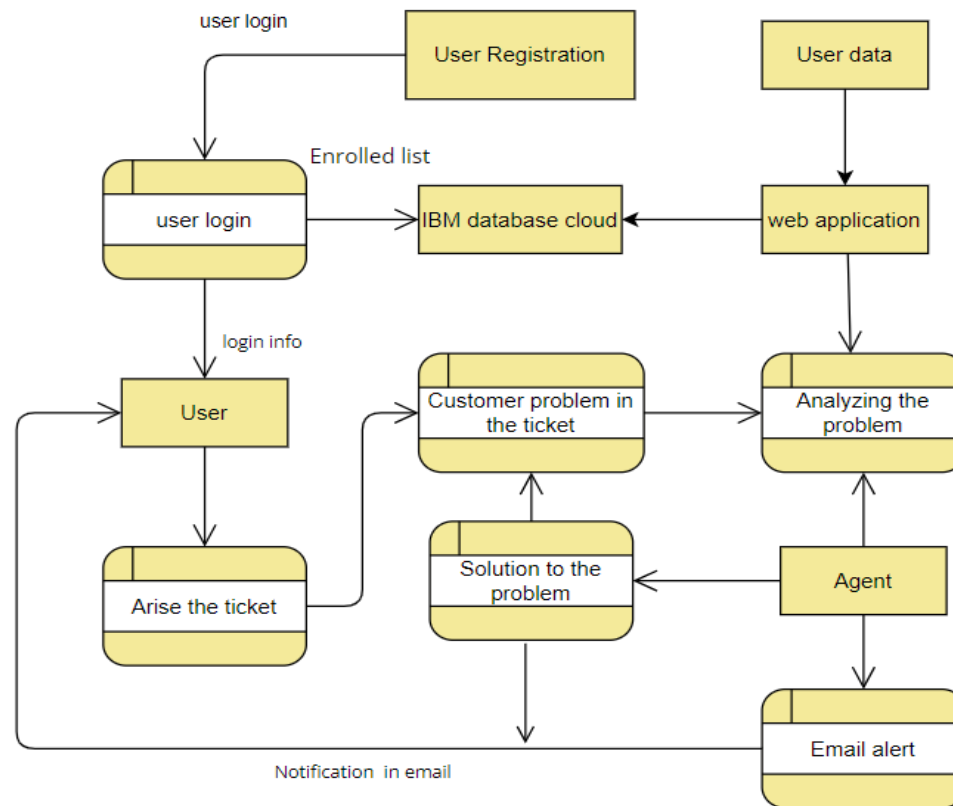 user login
User Registration
User data
Enrolled list
user login
IBM database cloud
web application
login info
User
Customer problem in
the ticket
Analyzing the
problem
Arise the ticket
Solution to the
problem
Agent
Email alert
Notification in email